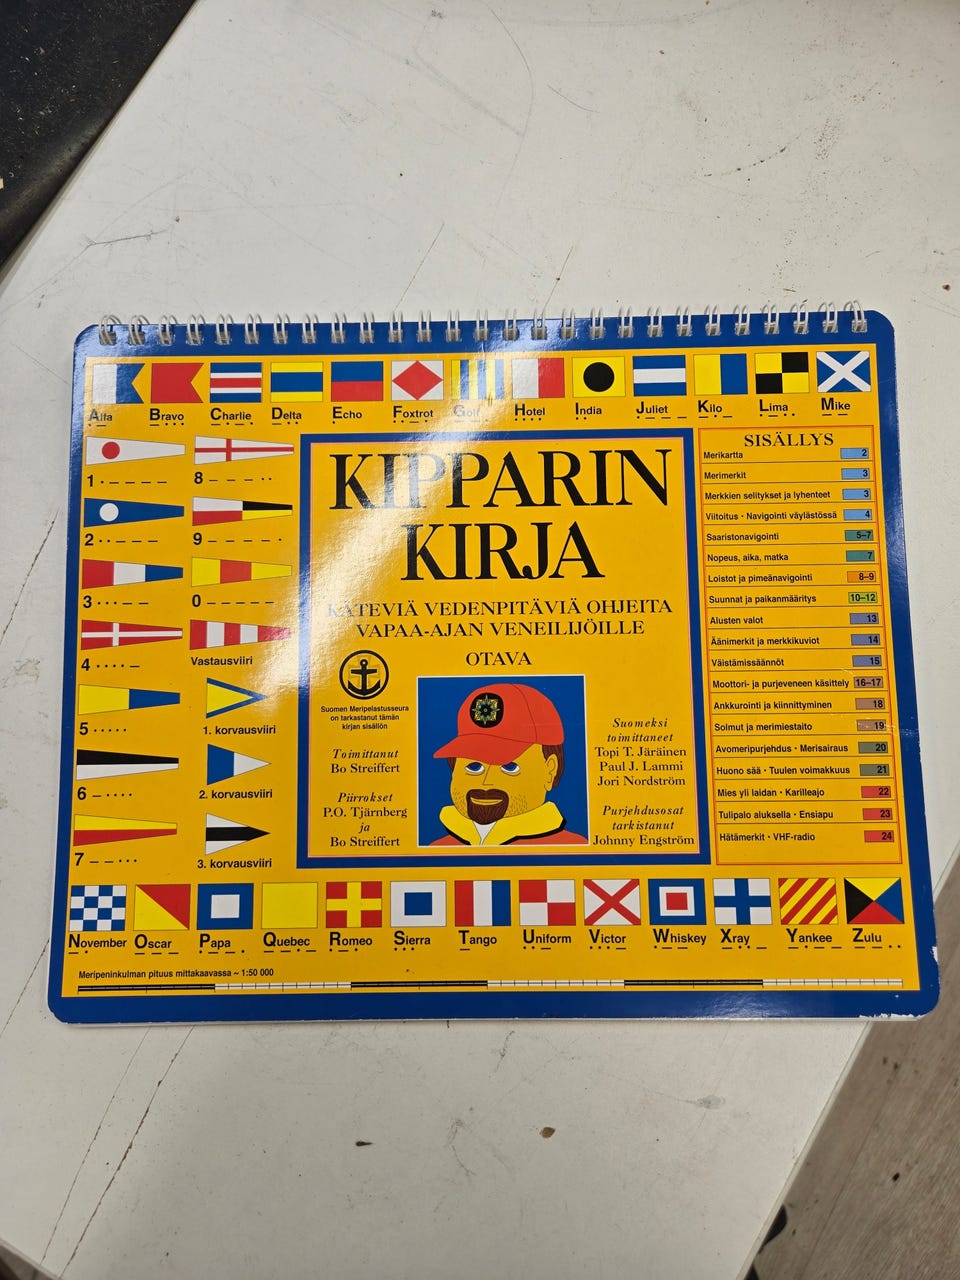 Alfa Bravo Charlie Delta Echo Foxtrot Golf Hotel India Juliet Kilo Lima Mike
1 · – – – –
8 – – – · ·
2 · · – – –
9 – – – – ·
3 · · · – –
0 – – – – –
4 · · · · –
Vastausviiri
5 · · · · ·
1. korvausviiri
6 – · · · ·
2. korvausviiri
7 – – · · ·
3. korvausviiri
KIPPARIN
KIRJA
KÄTEVIÄ VEDENPITÄVIÄ OHJEITA
VAPAA-AJAN VENEILIJÖILLE
OTAVA
Suomen Meripelastusseura
on tarkastanut tämän
kirjan sisällön
Toimittanut
Bo Streiffert
Piirrokset
P.O. Tjärnberg
ja
Bo Streiffert
Suomeksi
toimittaneet
Topi T. Järäinen
Paul J. Lammi
Jori Nordström
Purjehdusosat
tarkistanut
Johnny Engström
SISÄLLYS
Merikartta 2
Merimerkit 3
Merkkien selitykset ja lyhenteet 3
Viitoitus • Navigointi väylästössä 4
Saaristonavigointi 5–7
Nopeus, aika, matka 7
Loistot ja pimeänavigointi 8–9
Suunnat ja paikanmääritys 10–12
Alusten valot 13
Äänimerkit ja merkkikuviot 14
Väistämissäännöt 15
Moottori- ja purjeveneen käsittely 16–17
Ankkurointi ja kiinnittyminen 18
Solmut ja merimiestaito 19
Avomeripurjehdus • Merisairaus 20
Huono sää • Tuulen voimakkuus 21
Mies yli laidan • Karilleajo 22
Tulipalo aluksella • Ensiapu 23
Hätämerkit • VHF-radio 24
November Oscar Papa Quebec Romeo Sierra Tango Uniform Victor Whiskey Xray Yankee Zulu
Meripeninkulman pituus mittakaavassa ~ 1:50 000